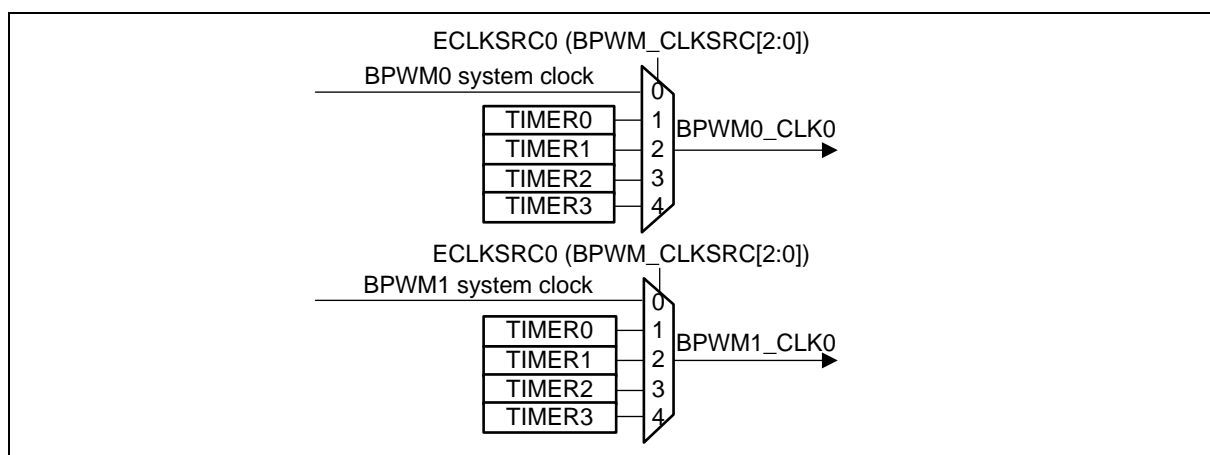 ECLKSRC0 (BPWM_CLKSRC[2:0])
BPWM0 system clock
0
TIMER0 1 BPWM0_CLK0
TIMER1 2
TIMER2 3
TIMER3 4
ECLKSRC0 (BPWM_CLKSRC[2:0])
BPWM1 system clock
0
TIMER0 1 BPWM1_CLK0
TIMER1 2
TIMER2 3
TIMER3 4